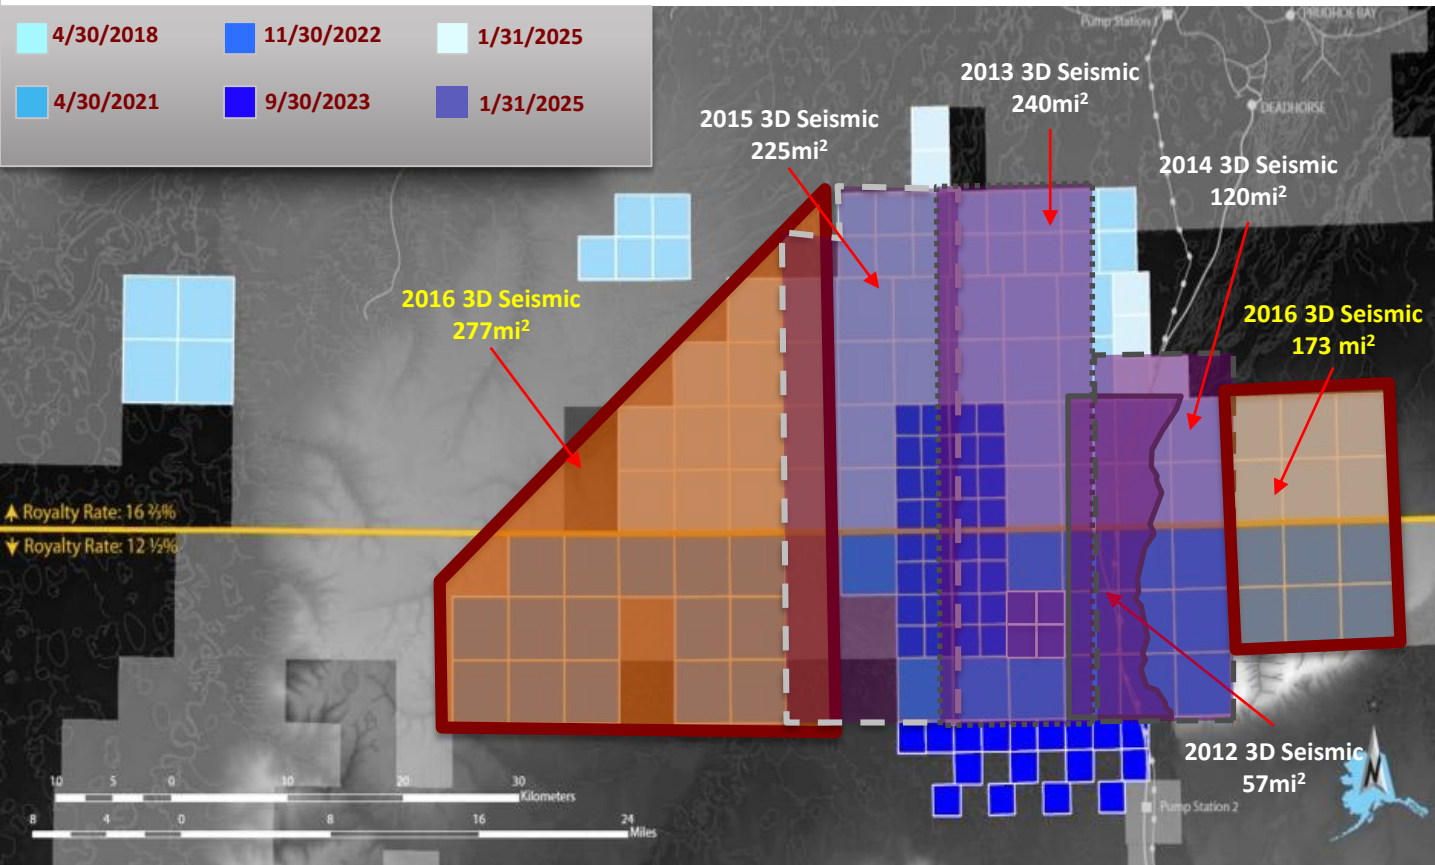 4/30/2018
11/30/2022
1/31/2025
4/30/2021
9/30/2023
1/31/2025
Pump Station 1
PRUDHOE BAY
DEADHORSE
2013 3D Seismic
240mi²
2015 3D Seismic
225mi²
2014 3D Seismic
120mi²
2016 3D Seismic
277mi²
2016 3D Seismic
173 mi²
Royalty Rate: 16 ⅔%
Royalty Rate: 12 ½%
2012 3D Seismic
57mi²
10 5 0 10 20 30
Kilometers
8 4 0 8 16 24
Miles
Pump Station 2
N